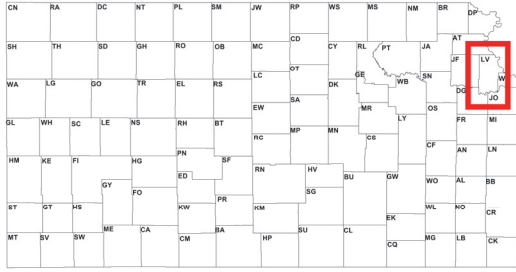 CN RA DC NT PL SM JW RP WS MS NM BR DP
CD AT
SH TH SD GH RO OB MC CY RL PT JA JF LV
OT GE WB SN W
WA LG GO TR EL RS LC DK DG JO
EW SA MR OS
GL WH SC LE NS RH BT LY FR MI
RC MP MN CS
HM KE FI HG PN SF CF AN LN
GY FO ED RN HV BU GW WO AL BB
PR SG
ST GT HS KW KM WL NO CR
EK
MT SV SW ME CA CM BA HP SU CL CQ MG LB CK